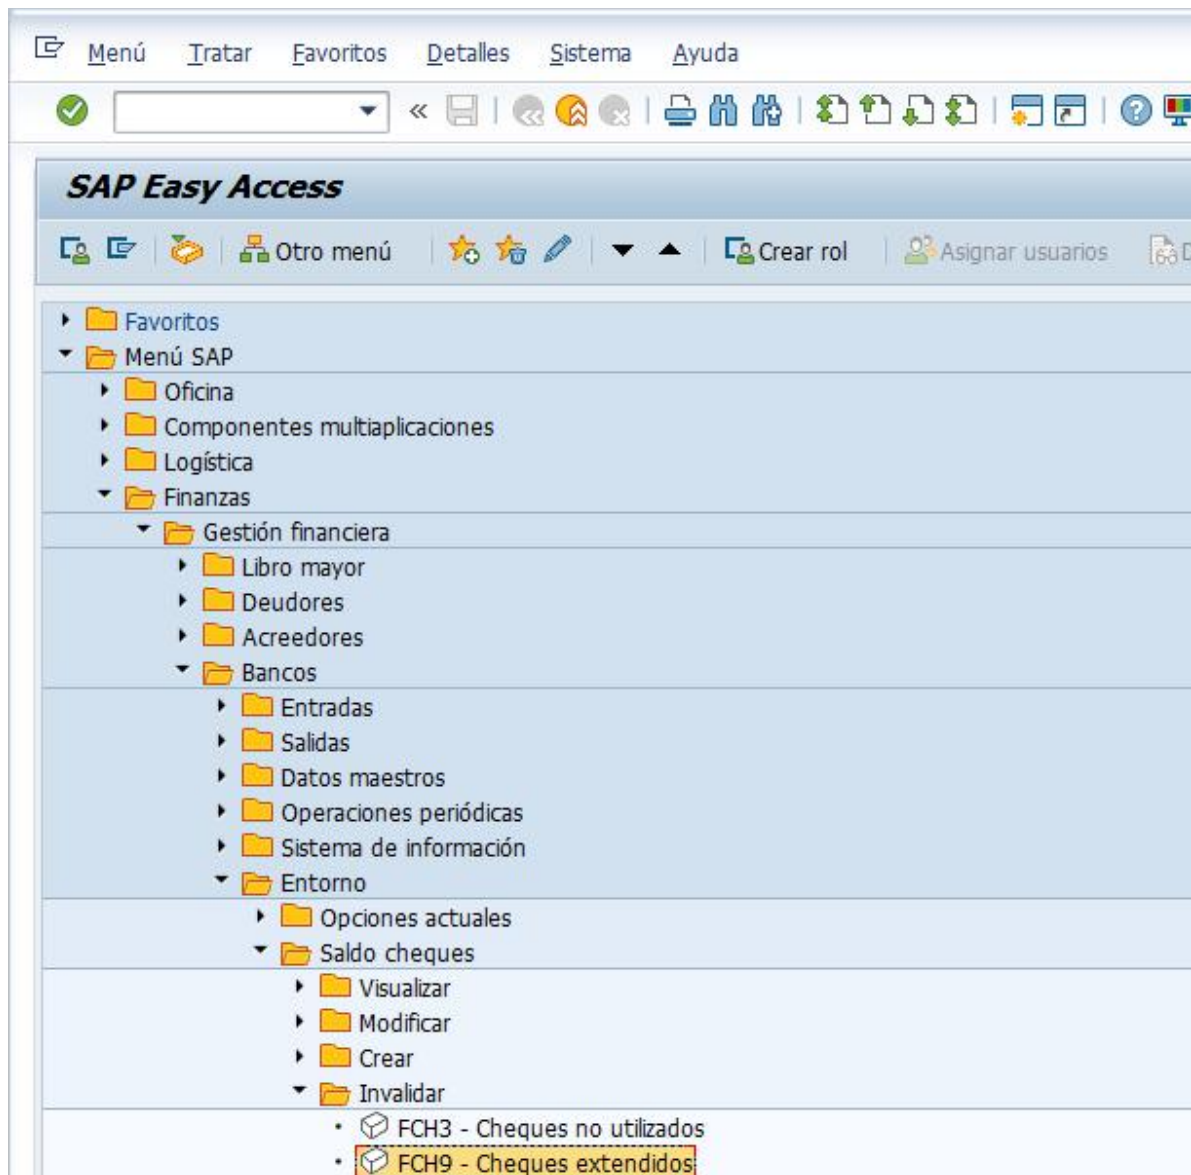 Menú Tratar Favoritos Detalles Sistema Ayuda
SAP Easy Access
Otro menú Crear rol Asignar usuarios
Favoritos
Menú SAP
Oficina
Componentes multiaplicaciones
Logística
Finanzas
Gestión financiera
Libro mayor
Deudores
Acreedores
Bancos
Entradas
Salidas
Datos maestros
Operaciones periódicas
Sistema de información
Entorno
Opciones actuales
Saldo cheques
Visualizar
Modificar
Crear
Invalidar
FCH3 - Cheques no utilizados
FCH9 - Cheques extendidos